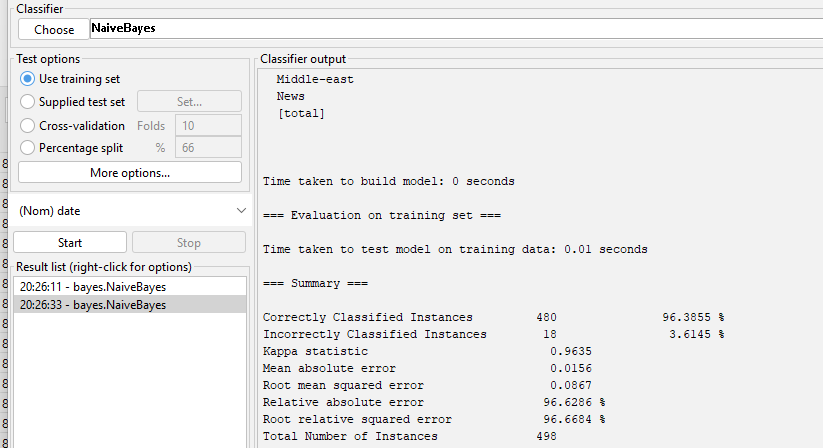 Classifier
Choose NaiveBayes
Test options
Use training set
Supplied test set Set...
Cross-validation Folds 10
Percentage split % 66
More options...
(Nom) date
Start Stop
Result list (right-click for options)
20:26:11 - bayes.NaiveBayes
20:26:33 - bayes.NaiveBayes
Classifier output
Middle-east
News
[total]
Time taken to build model: 0 seconds
=== Evaluation on training set ===
Time taken to test model on training data: 0.01 seconds
=== Summary ===
Correctly Classified Instances 480 96.3855 %
Incorrectly Classified Instances 18 3.6145 %
Kappa statistic 0.9635
Mean absolute error 0.0156
Root mean squared error 0.0867
Relative absolute error 96.6286 %
Root relative squared error 96.6684 %
Total Number of Instances 498